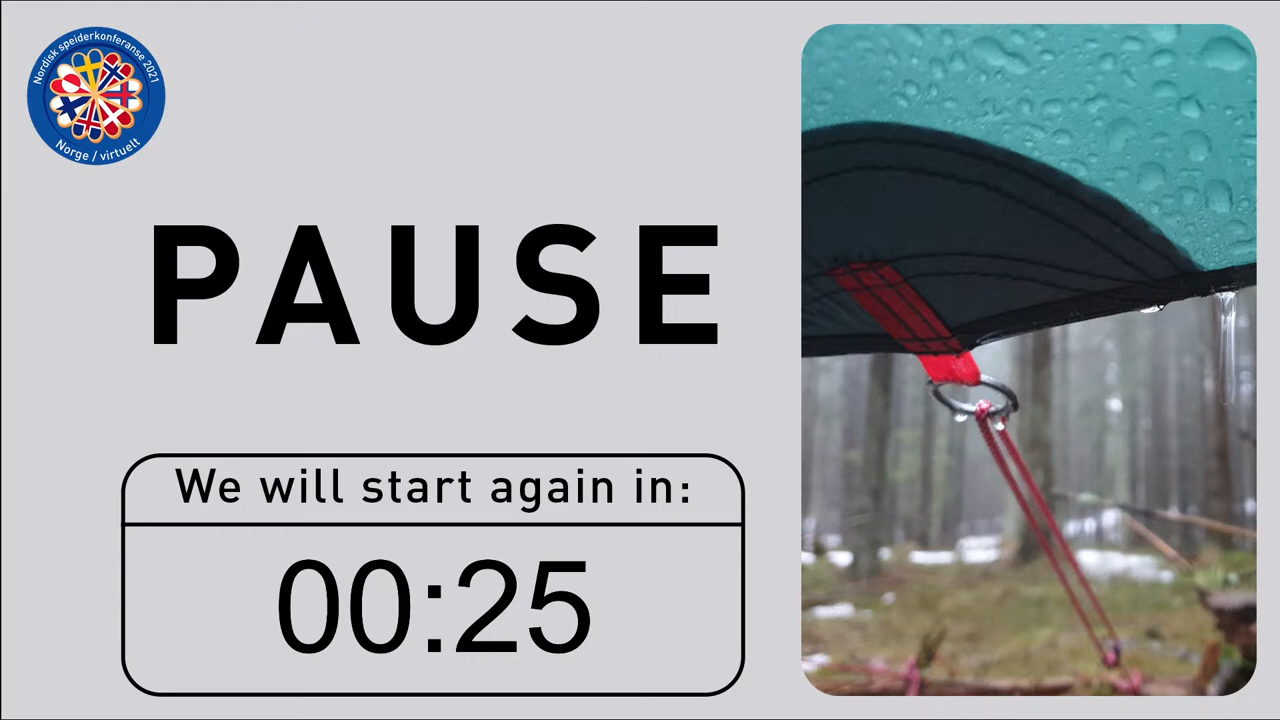 Nordisk speiderkonferanse 2021
Norge / virtuelt
PAUSE
We will start again in:
00:25